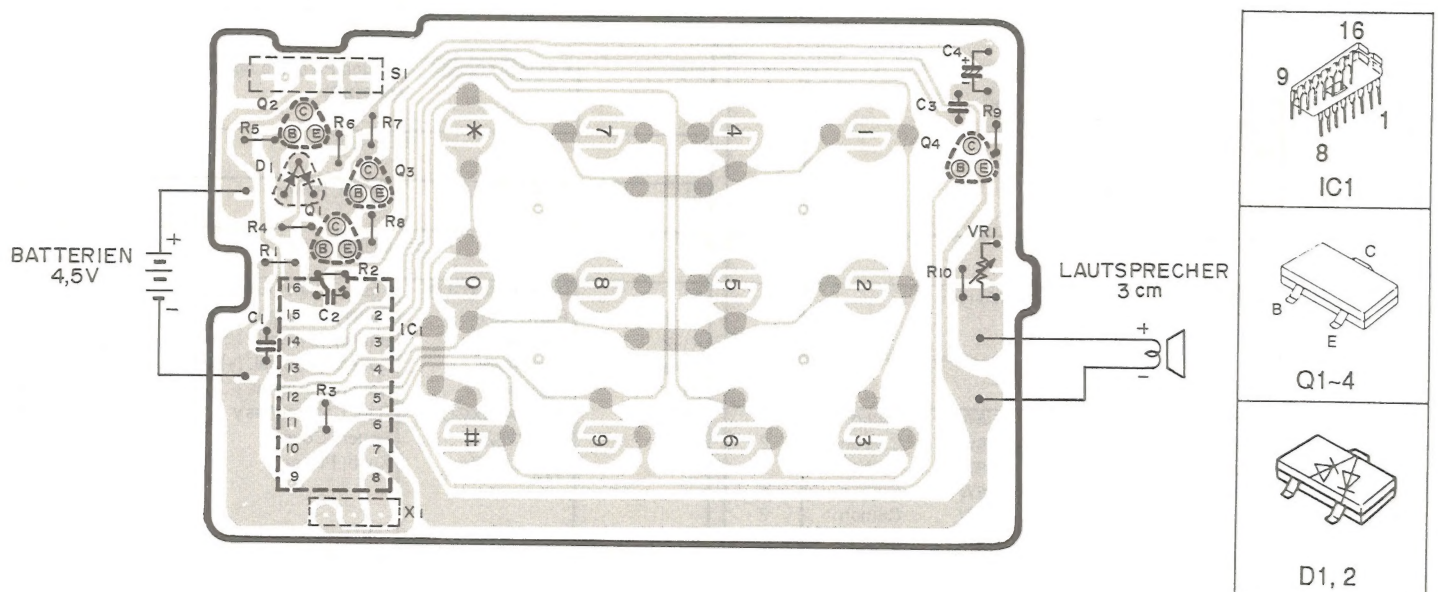 BATTERIEN
4,5V
+
-
S1
Q2
C
B E
R5
R6
R7
D1
Q3
C
B E
Q1
C
B E
R4
R8
R1
R2
C2
C1
16 1
15 2
14 3
13 4
12 5
11 6
10 7
9 8
R3
IC1
X1
* 7 4 1
0 8 5 2
# 9 6 3
C4
+
-
C3
R9
Q4
C
B E
VR1
R10
LAUTSPRECHER
3 cm
+
-
16
9
1
8
IC1
C
B
E
Q1~4
D1, 2